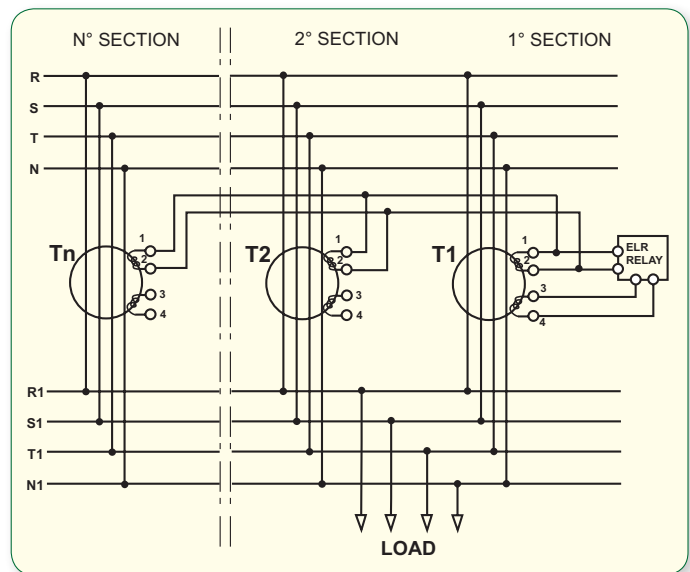 N° SECTION 2° SECTION 1° SECTION
R
S
T
N
Tn 1 2 3 4
T2 1 2 3 4
T1 1 2 3 4
ELR
RELAY
R1
S1
T1
N1
LOAD